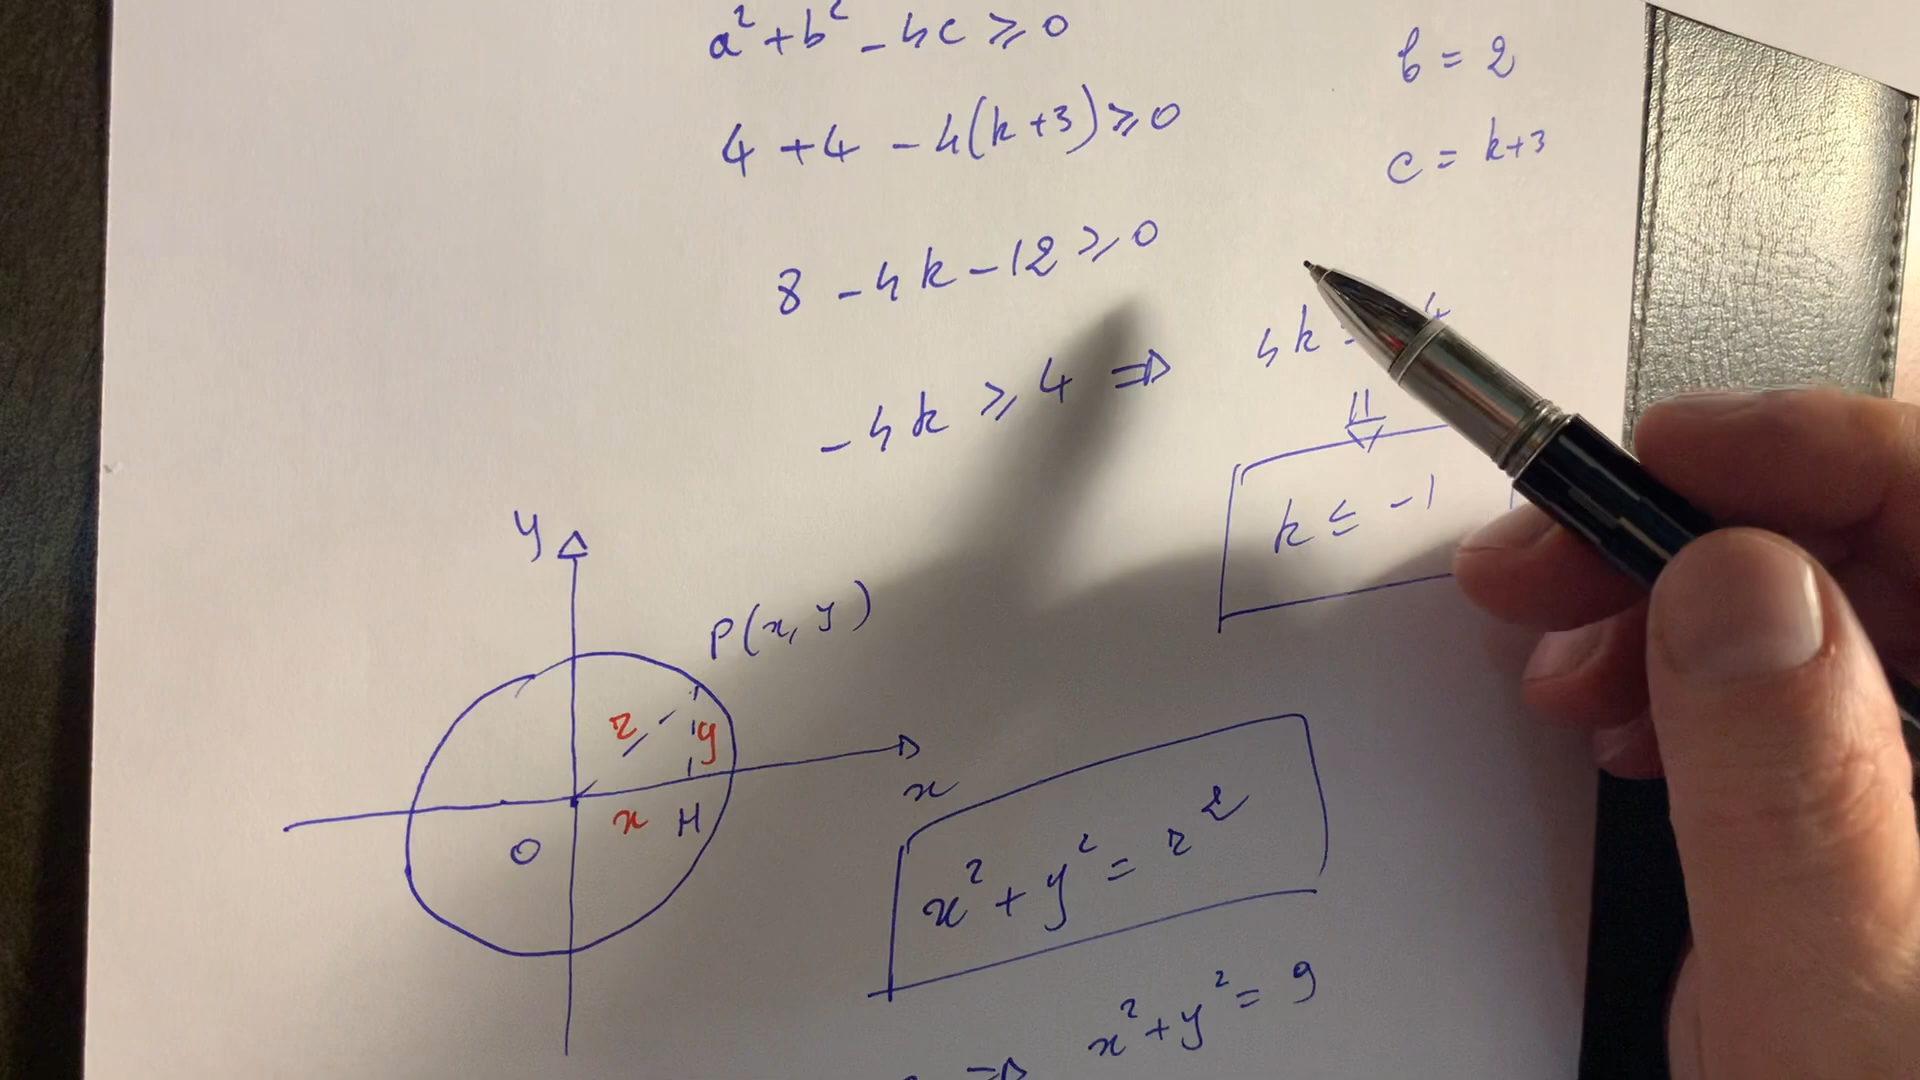 a² + b² - 4c ⩾ 0
b = 2
4 + 4 - 4(k+3) ⩾ 0
c = k+3
8 - 4k - 12 ⩾ 0
4k 4
-4k ⩾ 4 ⇒
⇓
k ≤ -1
y
P(x, y)
r
y
x
x
H
O
x² + y² = r²
x² + y² = 9
⇒